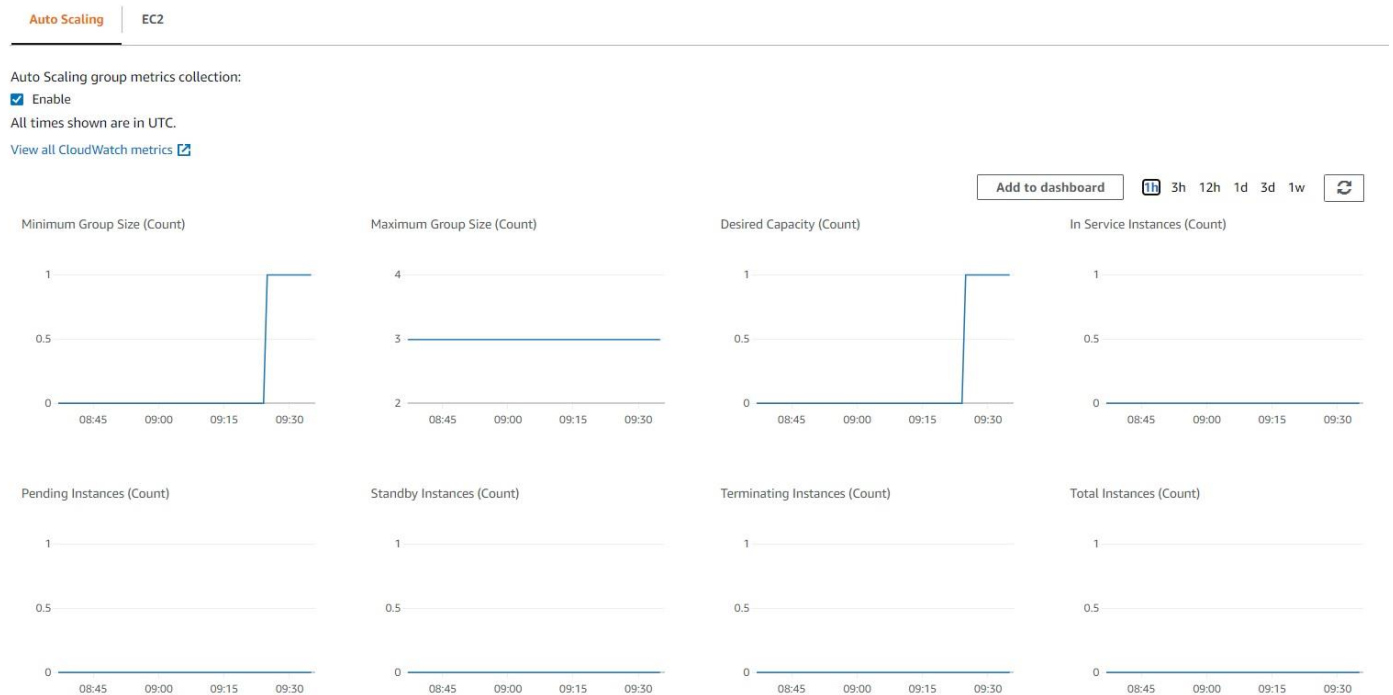 Auto Scaling EC2
Auto Scaling group metrics collection:
Enable
All times shown are in UTC.
View all CloudWatch metrics
Add to dashboard 1h 3h 12h 1d 3d 1w
Minimum Group Size (Count) Maximum Group Size (Count) Desired Capacity (Count) In Service Instances (Count)
1 4 1 1
0.5 3 0.5 0.5
0 2 0 0
08:45 09:00 09:15 09:30 08:45 09:00 09:15 09:30 08:45 09:00 09:15 09:30 08:45 09:00 09:15 09:30
Pending Instances (Count) Standby Instances (Count) Terminating Instances (Count) Total Instances (Count)
1 1 1 1
0.5 0.5 0.5 0.5
0 0 0 0
08:45 09:00 09:15 09:30 08:45 09:00 09:15 09:30 08:45 09:00 09:15 09:30 08:45 09:00 09:15 09:30